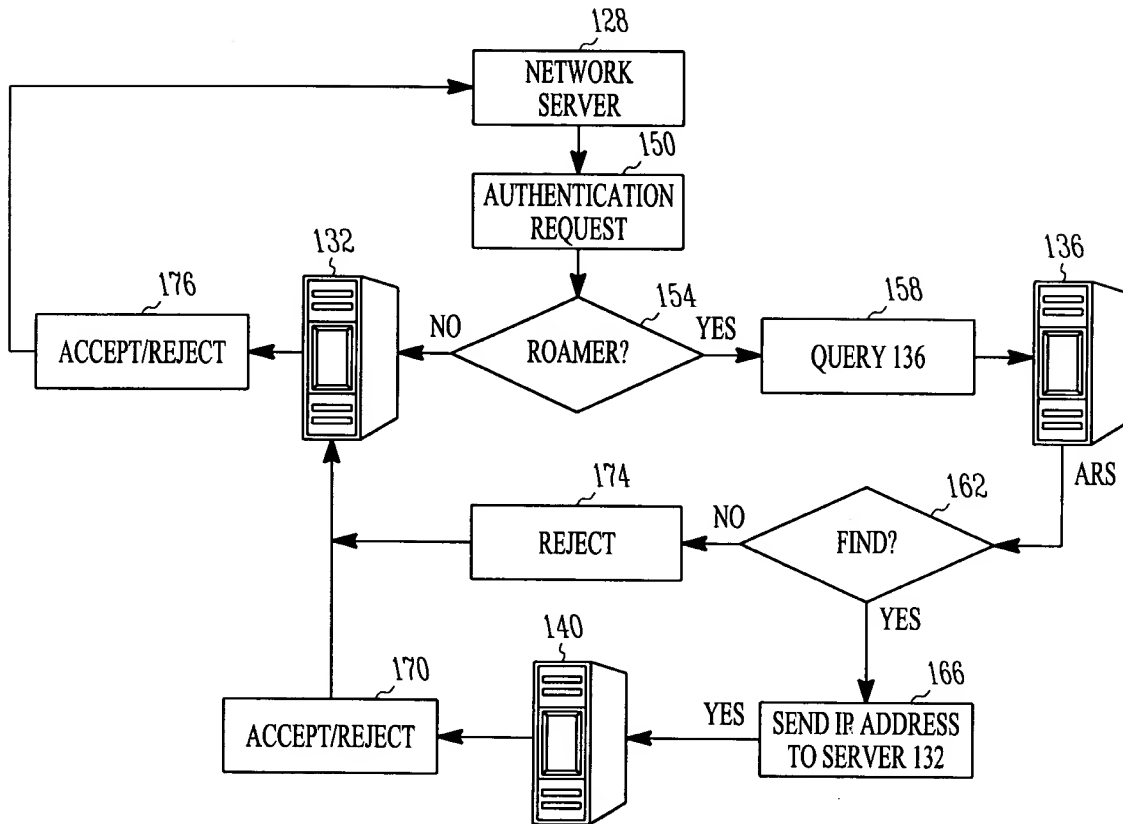 128
NETWORK
SERVER
150
AUTHENTICATION
REQUEST
132
136
176
154
158
NO
YES
ACCEPT/REJECT
ROAMER?
QUERY 136
ARS
174
162
NO
REJECT
FIND?
YES
140
170
166
YES
SEND IP ADDRESS
TO SERVER 132
ACCEPT/REJECT